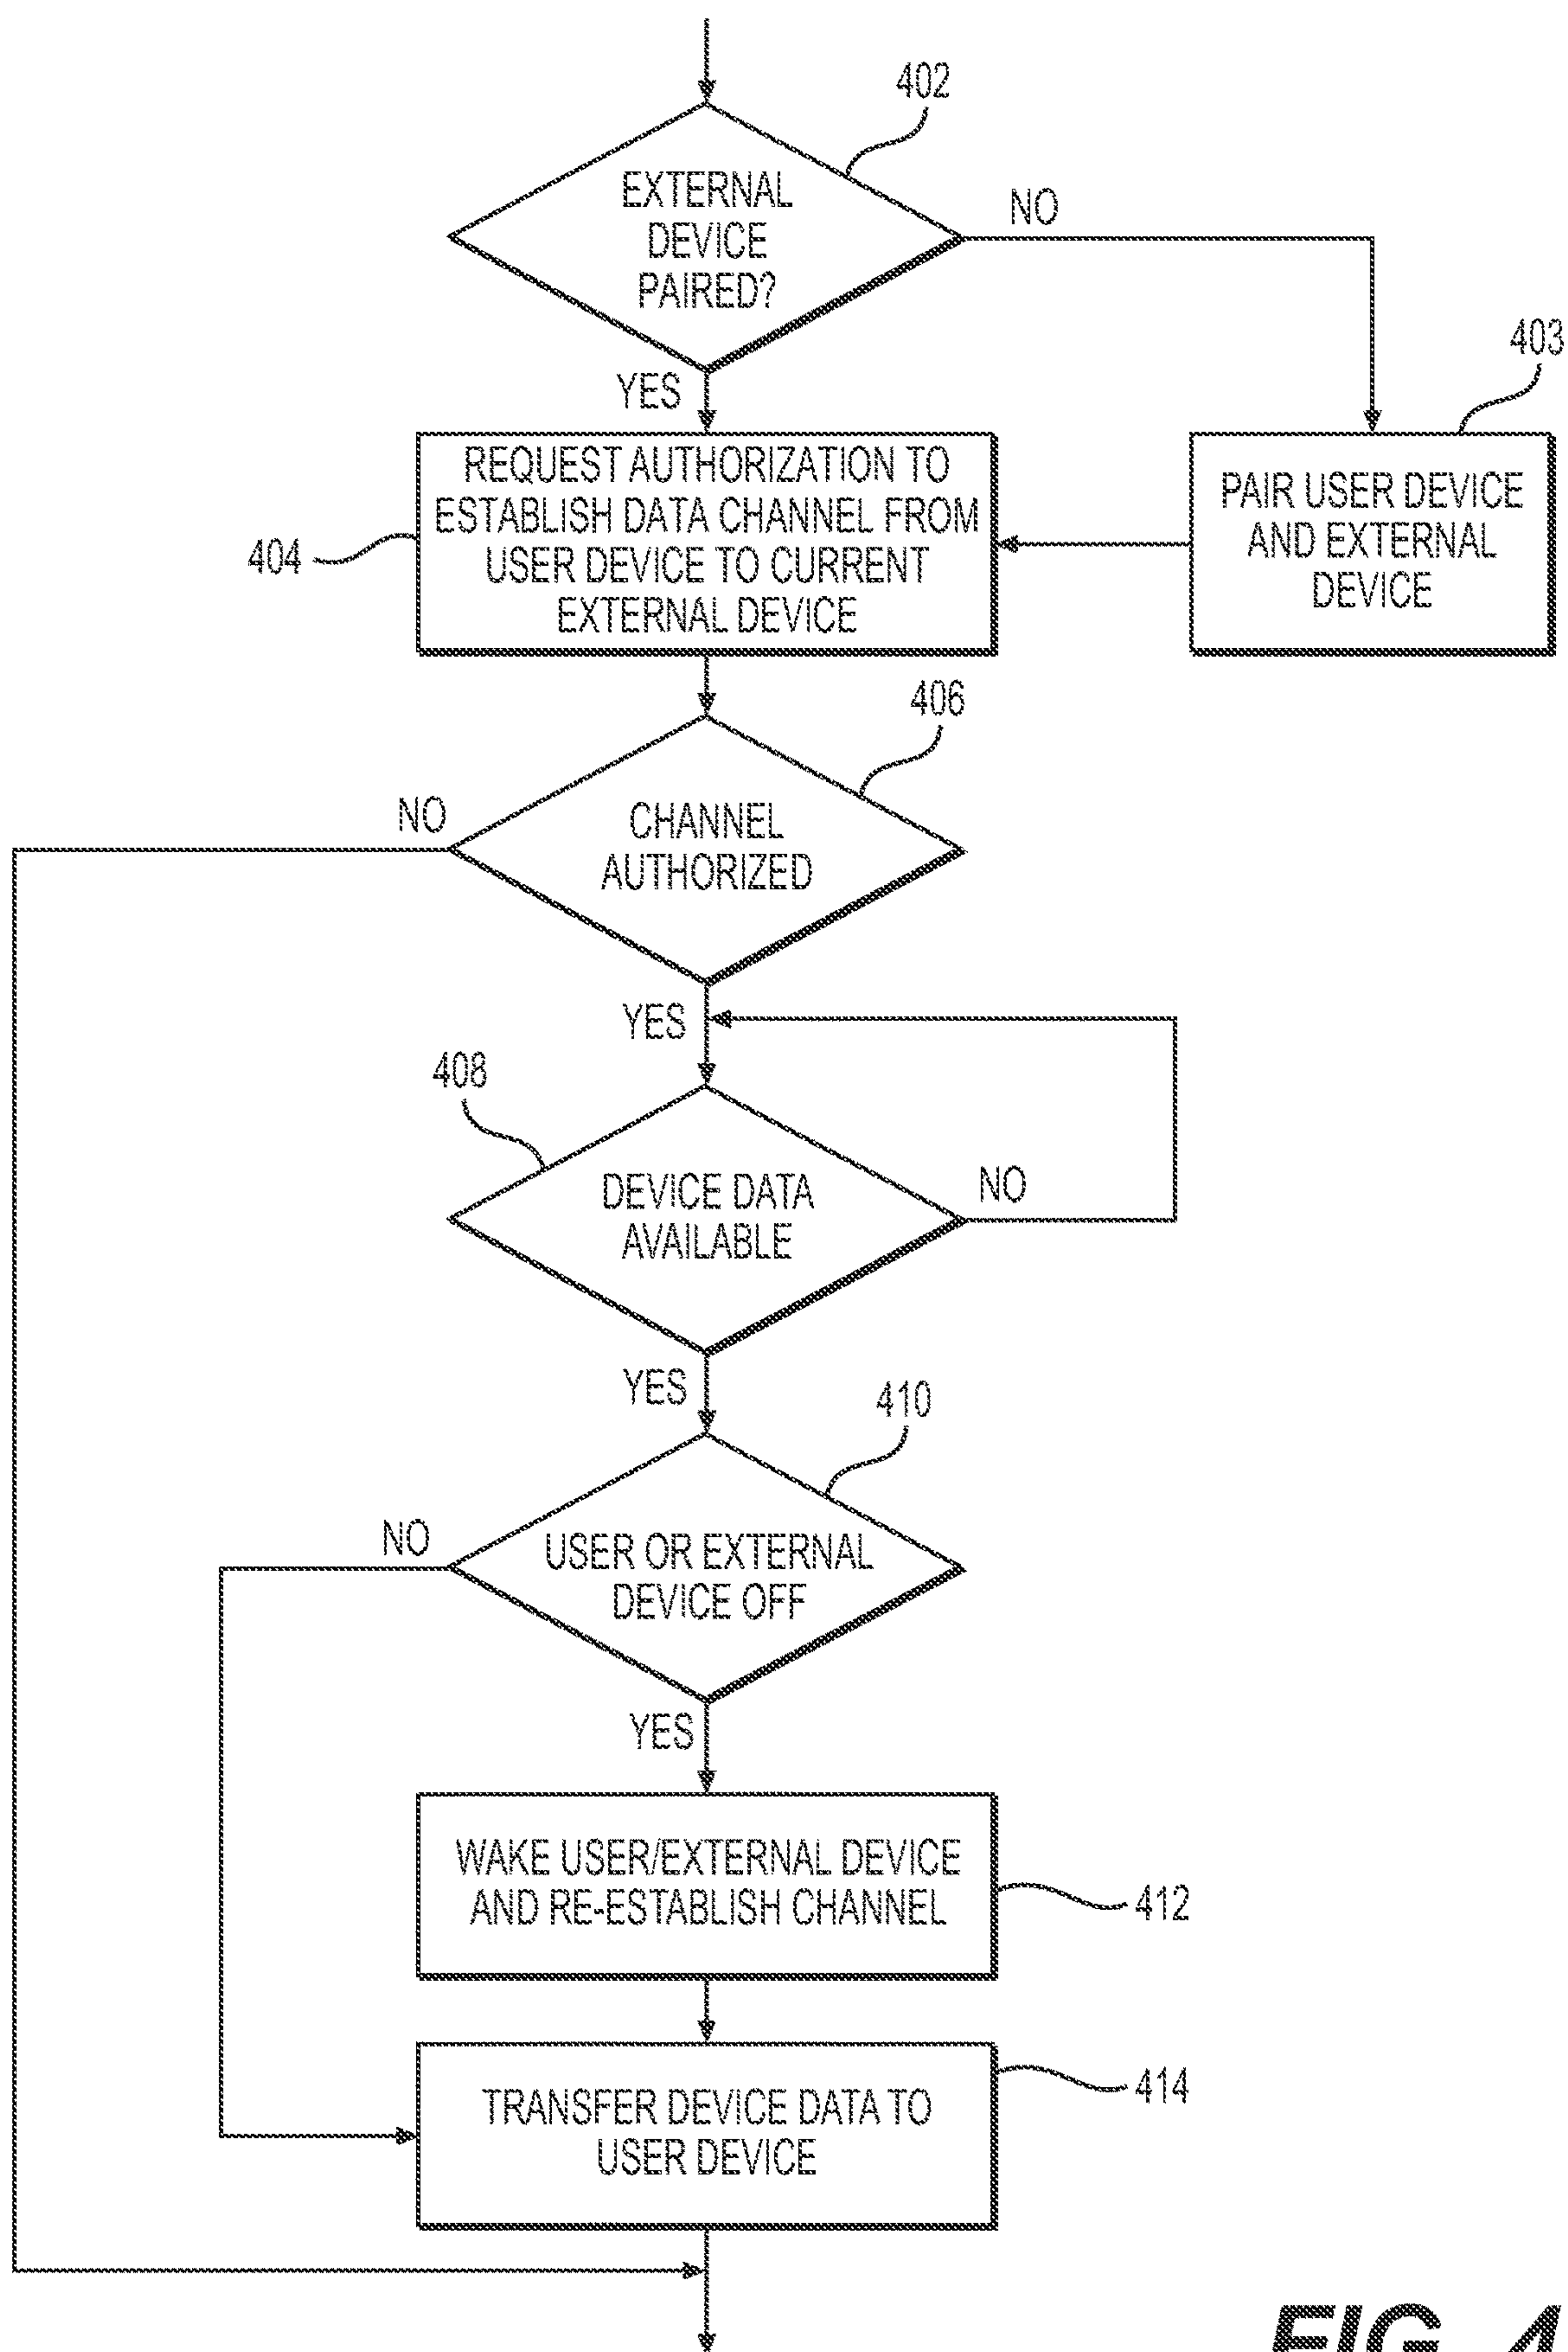 402
EXTERNAL
DEVICE
PAIRED?
NO
YES
403
REQUEST AUTHORIZATION TO
ESTABLISH DATA CHANNEL FROM
USER DEVICE TO CURRENT
EXTERNAL DEVICE
404
PAIR USER DEVICE
AND EXTERNAL
DEVICE
406
NO
CHANNEL
AUTHORIZED
YES
408
DEVICE DATA
AVAILABLE
NO
YES
410
NO
USER OR EXTERNAL
DEVICE OFF
YES
WAKE USER/EXTERNAL DEVICE
AND RE-ESTABLISH CHANNEL
412
TRANSFER DEVICE DATA TO
USER DEVICE
414
FIG. 4